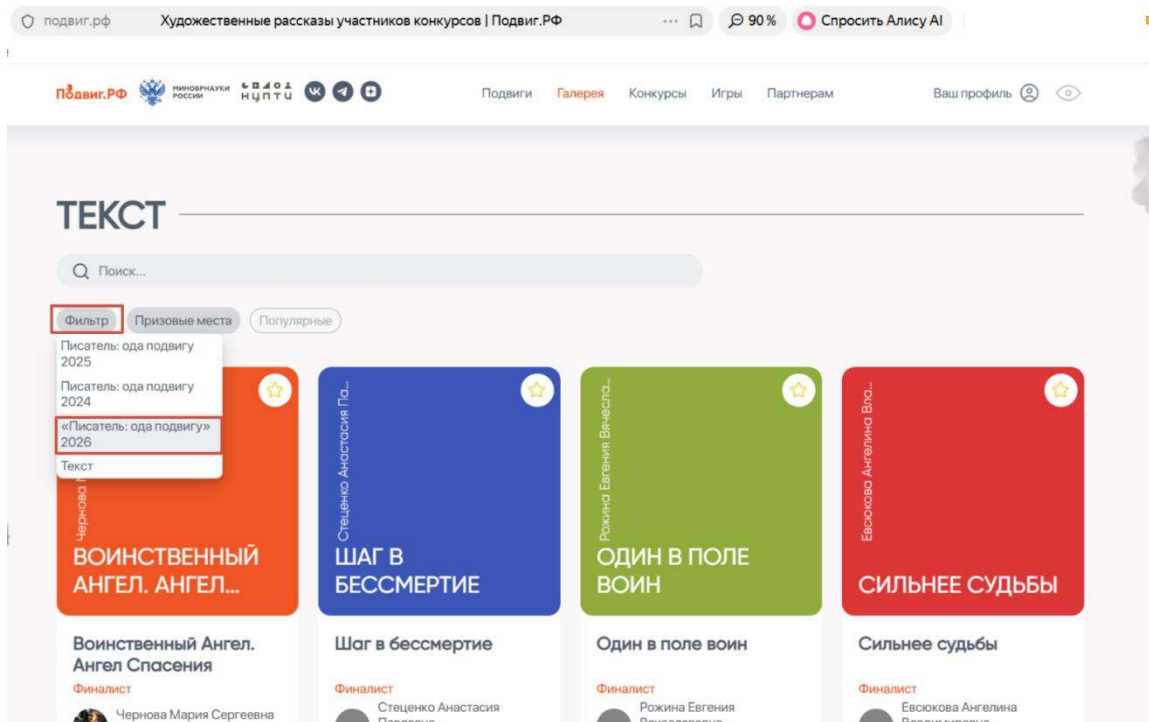 подвиг.рф Художественные рассказы участников конкурсов | Подвиг.РФ 90 % Спросить Алису AI
Подвиг.РФ МИНОБРНАУКИ РОССИИ НЦПТИ Подвиги Галерея Конкурсы Игры Партнерам Ваш профиль
ТЕКСТ
Поиск...
Фильтр Призовые места Популярные
Писатель: ода подвигу
2025
Писатель: ода подвигу
2024
«Писатель: ода подвигу»
2026
Текст
Чернова
Стеценко Анастасия Па...
Рожина Евгения Вячесла...
Евсюкова Ангелина Вла...
ВОИНСТВЕННЫЙ
АНГЕЛ. АНГЕЛ...
ШАГ В
БЕССМЕРТИЕ
ОДИН В ПОЛЕ
ВОИН
СИЛЬНЕЕ СУДЬБЫ
Воинственный Ангел.
Ангел Спасения
Финалист
Чернова Мария Сергеевна
Шаг в бессмертие
Финалист
Стеценко Анастасия
Один в поле воин
Финалист
Рожина Евгения
Сильнее судьбы
Финалист
Евсюкова Ангелина